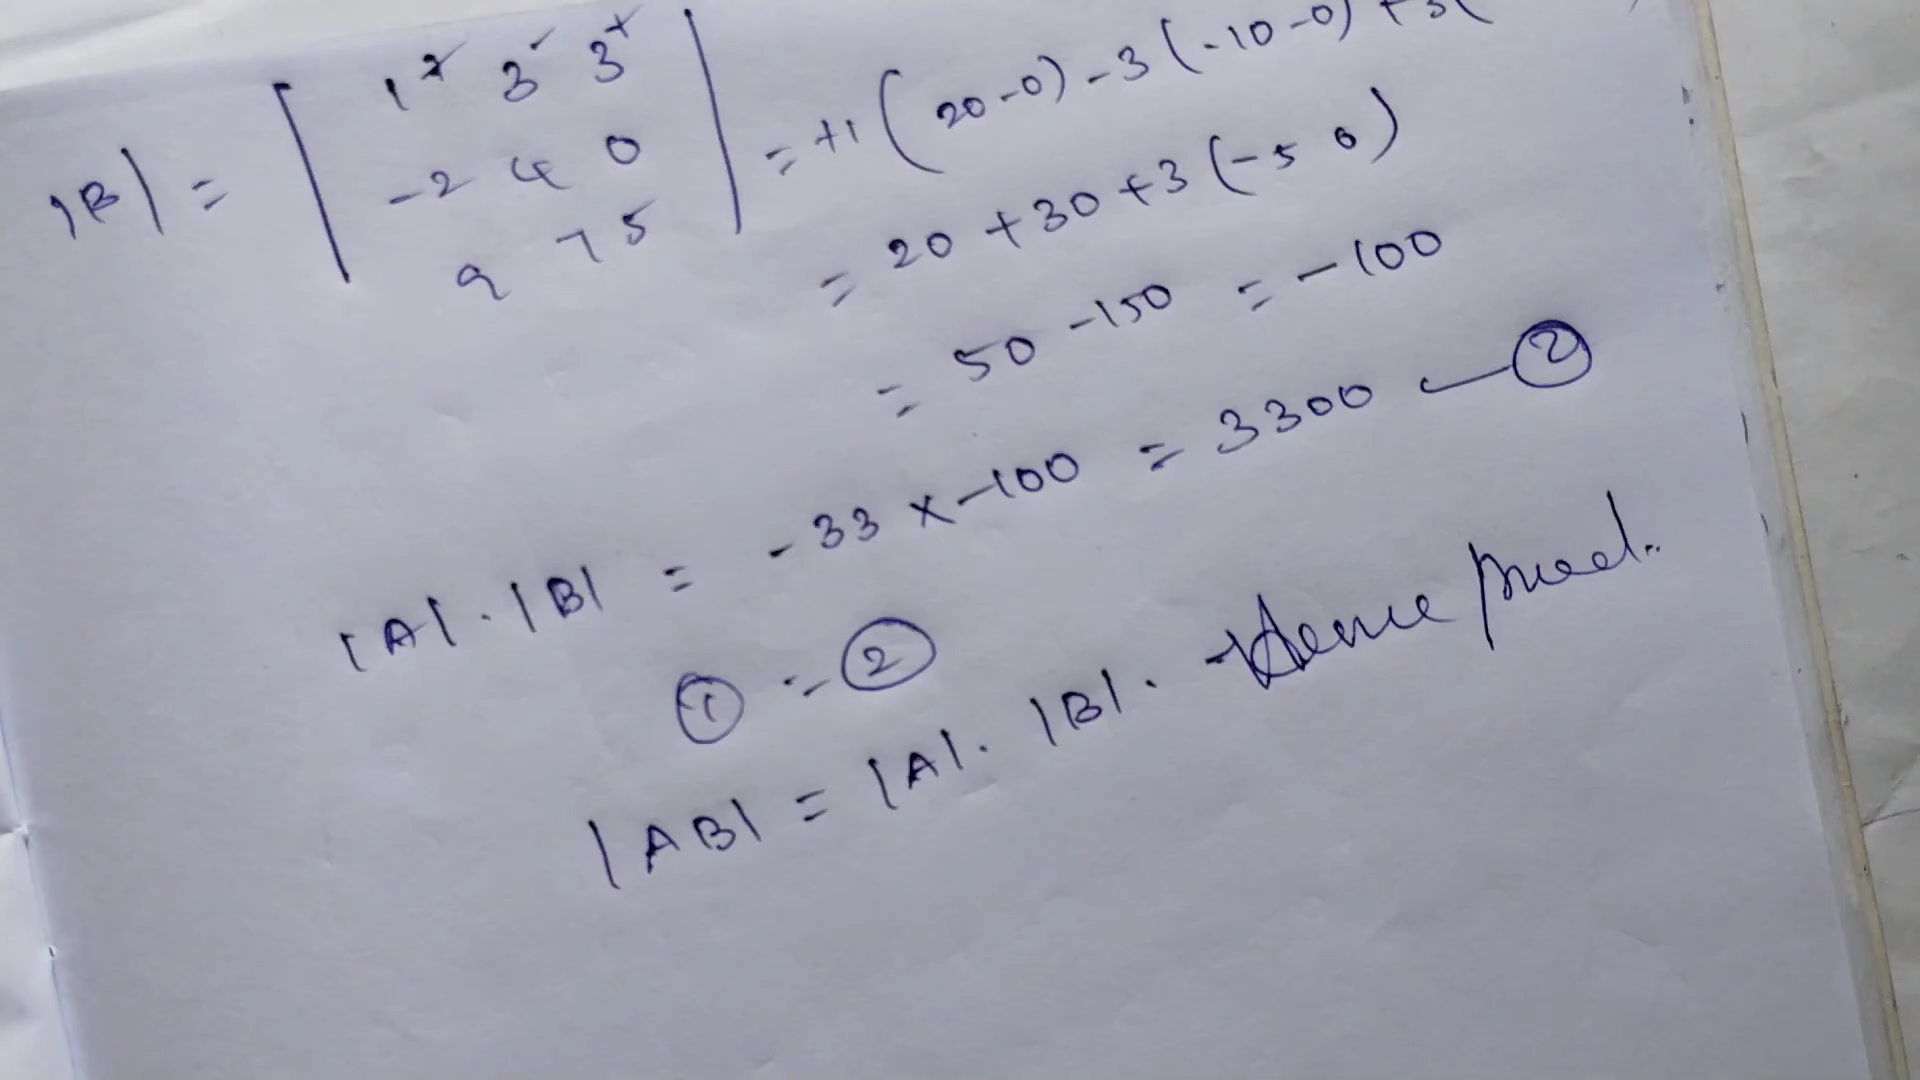 |B| = | 1 3 3 | = +1 ( 20 - 0) - 3 ( -10 - 0) + 3(
-2 4 0
9 7 5
= 20 + 30 + 3 (-50)
= 50 - 150 = -100
|A| . |B| = -33 x -100 = 3300 — ②
① = ②
|AB| = |A| . |B| . Hence proved.